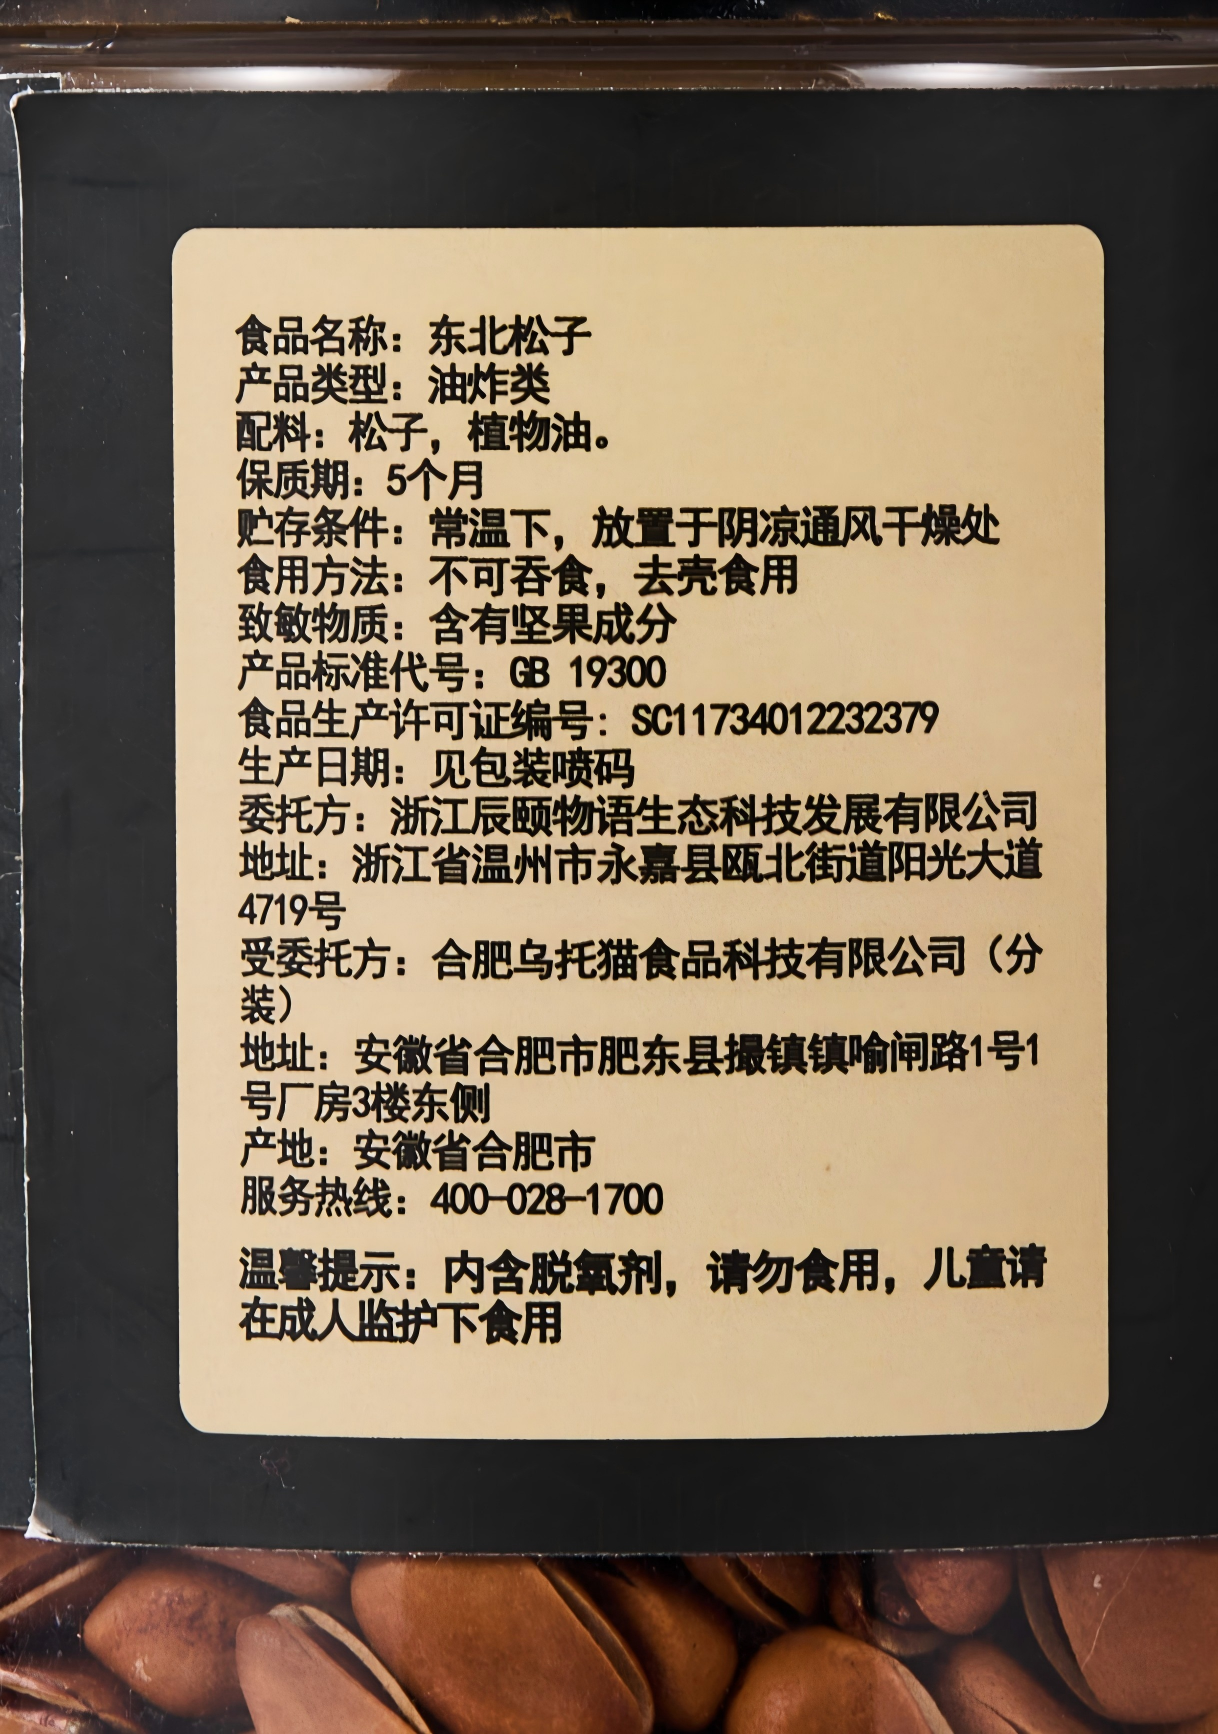 食品名称：东北松子
产品类型：油炸类
配料：松子，植物油。
保质期：5个月
贮存条件：常温下，放置于阴凉通风干燥处
食用方法：不可吞食，去壳食用
致敏物质：含有坚果成分
产品标准代号：GB 19300
食品生产许可证编号：SC11734012232379
生产日期：见包装喷码
委托方：浙江辰颐物语生态科技发展有限公司
地址：浙江省温州市永嘉县瓯北街道阳光大道
4719号
受委托方：合肥乌托猫食品科技有限公司（分
装）
地址：安徽省合肥市肥东县撮镇镇喻闸路1号1
号厂房3楼东侧
产地：安徽省合肥市
服务热线：400-028-1700
温馨提示：内含脱氧剂，请勿食用，儿童请
在成人监护下食用